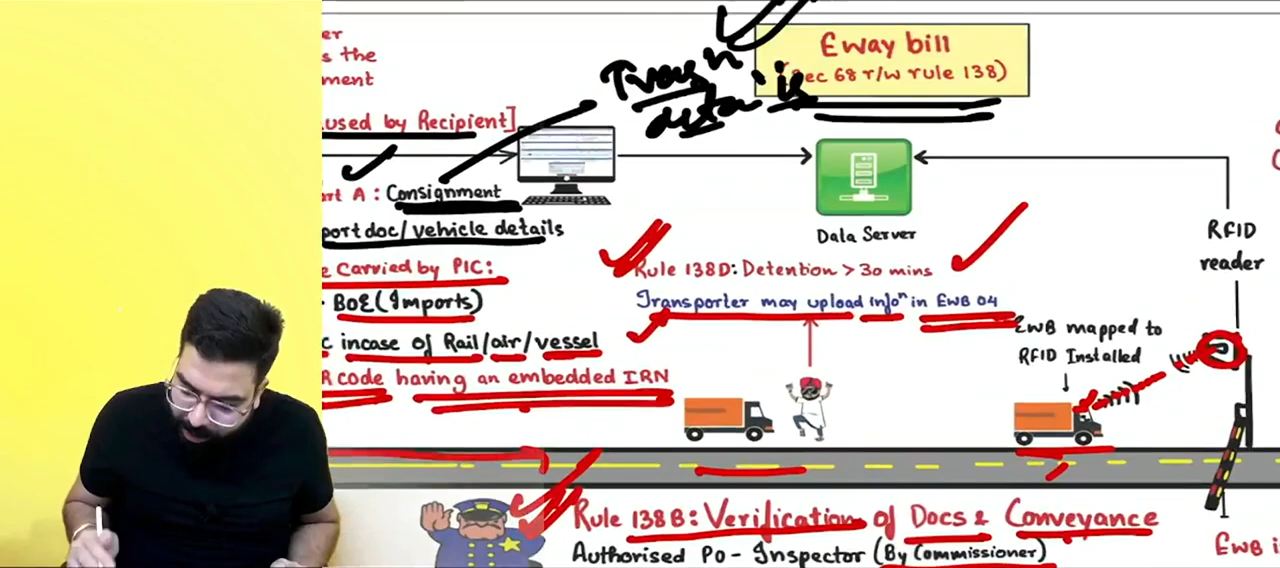 er
s the
ment
used by Recipient]
rt A : Consignment
port doc/ vehicle details
e Carried by PIC:
- BOE (Imports)
c incase of Rail/air/vessel
R code having an embedded IRN
Transn
details
Eway bill
(sec 68 r/w rule 138)
Data Server
Rule 138D: Detention > 30 mins
Transporter may upload infoⁿ in EWB 04
RFID
reader
EWB mapped to
RFID Installed
Rule 138B: Verification of Docs & Conveyance
Authorised PO - Inspector (By Commissioner)
EWB i